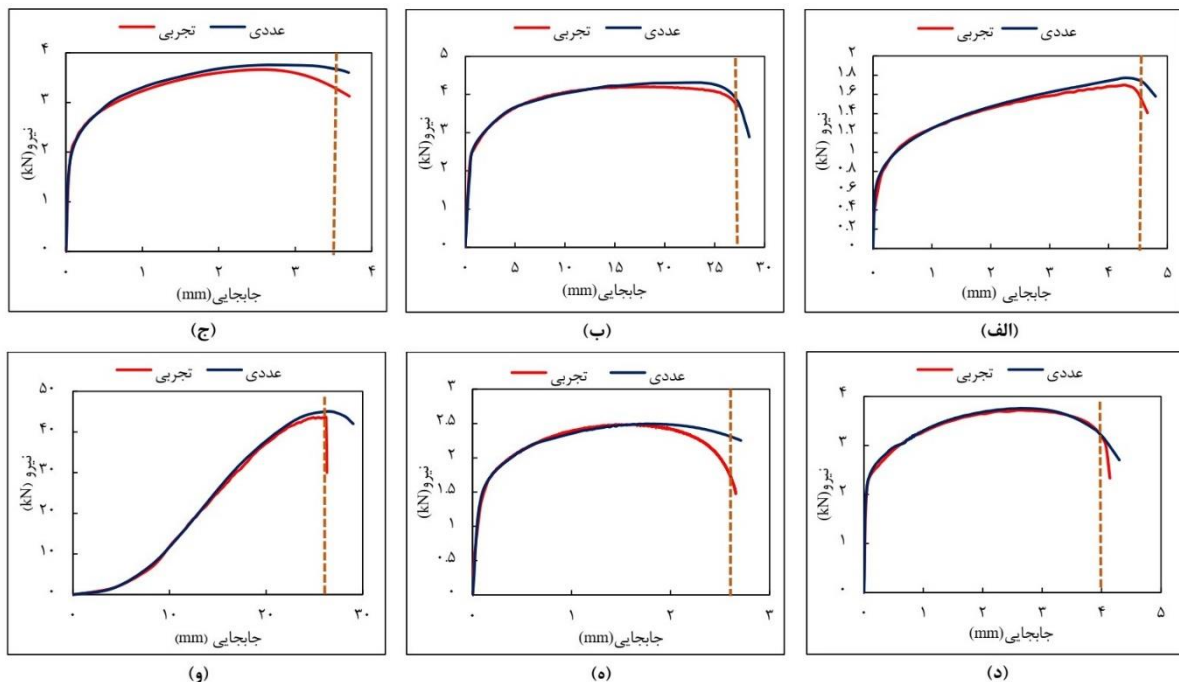 عددی تجربی
نیرو (kN)
۲
۱.۸
۱.۶
۱.۴
۱.۲
۱
۰.۸
۰.۶
۰.۴
۰.۲
۰
۰ ۱ ۲ ۳ ۴ ۵
جابجایی(mm)
(الف)
عددی تجربی
نیرو(kN)
۵
۴
۳
۲
۱
۰
۰ ۵ ۱۰ ۱۵ ۲۰ ۲۵ ۳۰
جابجایی(mm)
(ب)
عددی تجربی
نیرو(kN)
۴
۳
۲
۱
۰
۰ ۱ ۲ ۳ ۴
جابجایی(mm)
(ج)
عددی تجربی
نیرو(kN)
۴
۳
۲
۱
۰
۰ ۱ ۲ ۳ ۴ ۵
جابجایی(mm)
(د)
عددی تجربی
نیرو(kN)
۳
۲.۵
۲
۱.۵
۱
۰.۵
۰
۰ ۱ ۲ ۳
جابجایی(mm)
(ه)
عددی تجربی
نیرو (kN)
۵۰
۴۰
۳۰
۲۰
۱۰
۰
۰ ۱۰ ۲۰ ۳۰
جابجایی (mm)
(و)